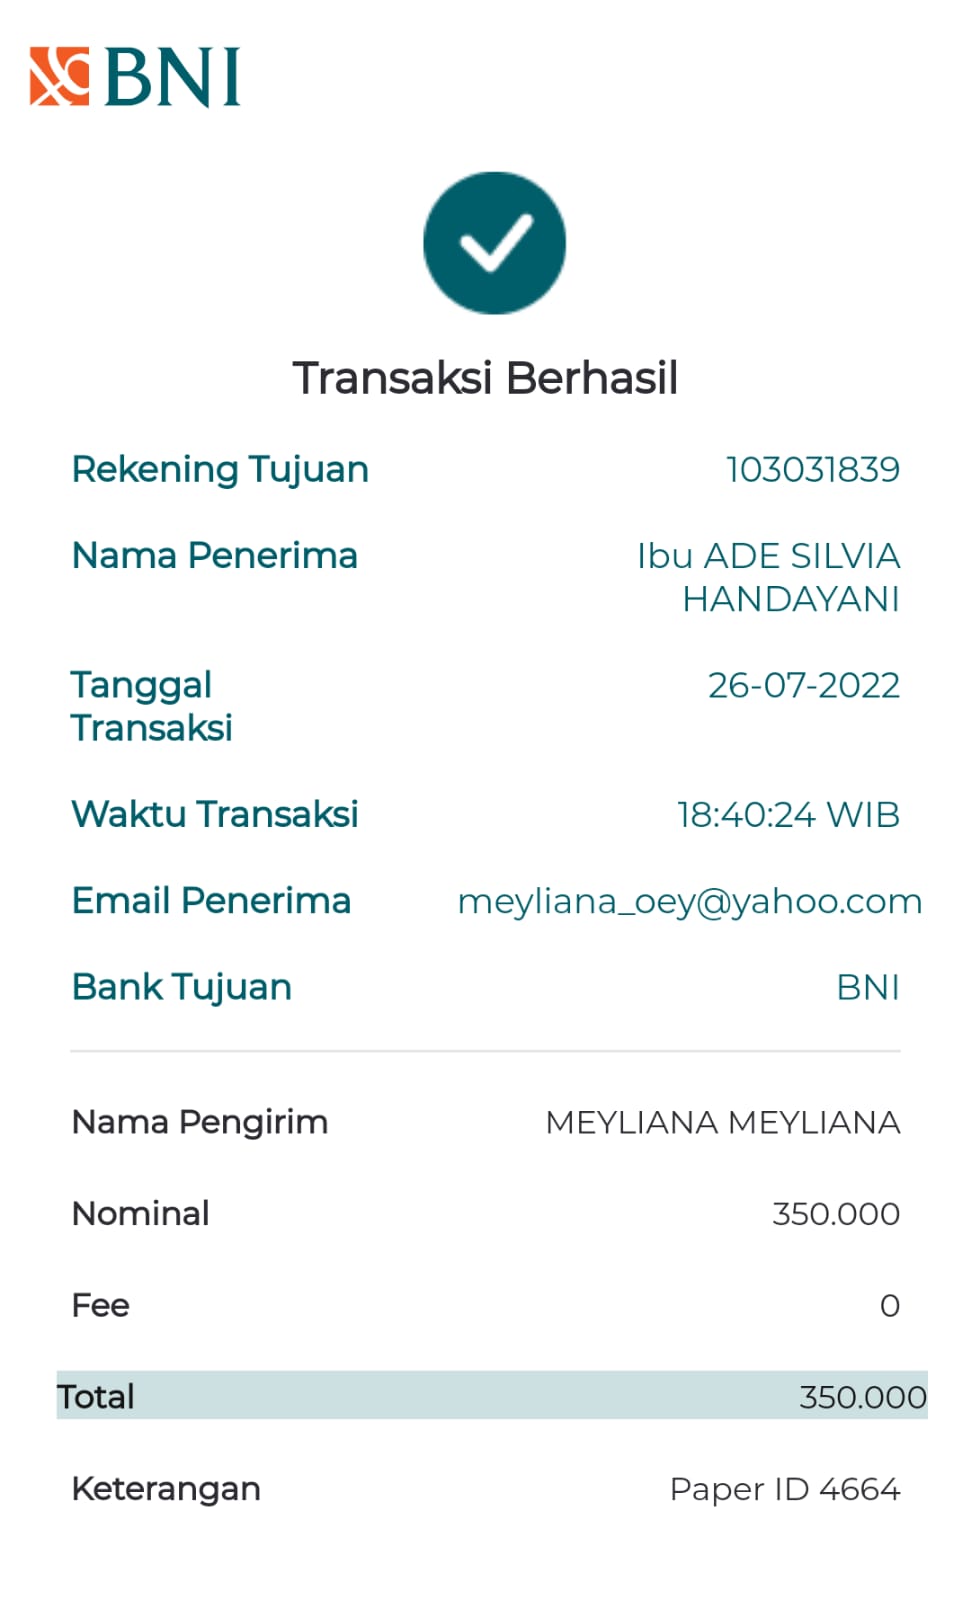 BNI
Transaksi Berhasil
Rekening Tujuan 103031839
Nama Penerima Ibu ADE SILVIA
HANDAYANI
Tanggal 26-07-2022
Transaksi
Waktu Transaksi 18:40:24 WIB
Email Penerima meyliana_oey@yahoo.com
Bank Tujuan BNI
Nama Pengirim MEYLIANA MEYLIANA
Nominal 350.000
Fee 0
Total 350.000
Keterangan Paper ID 4664